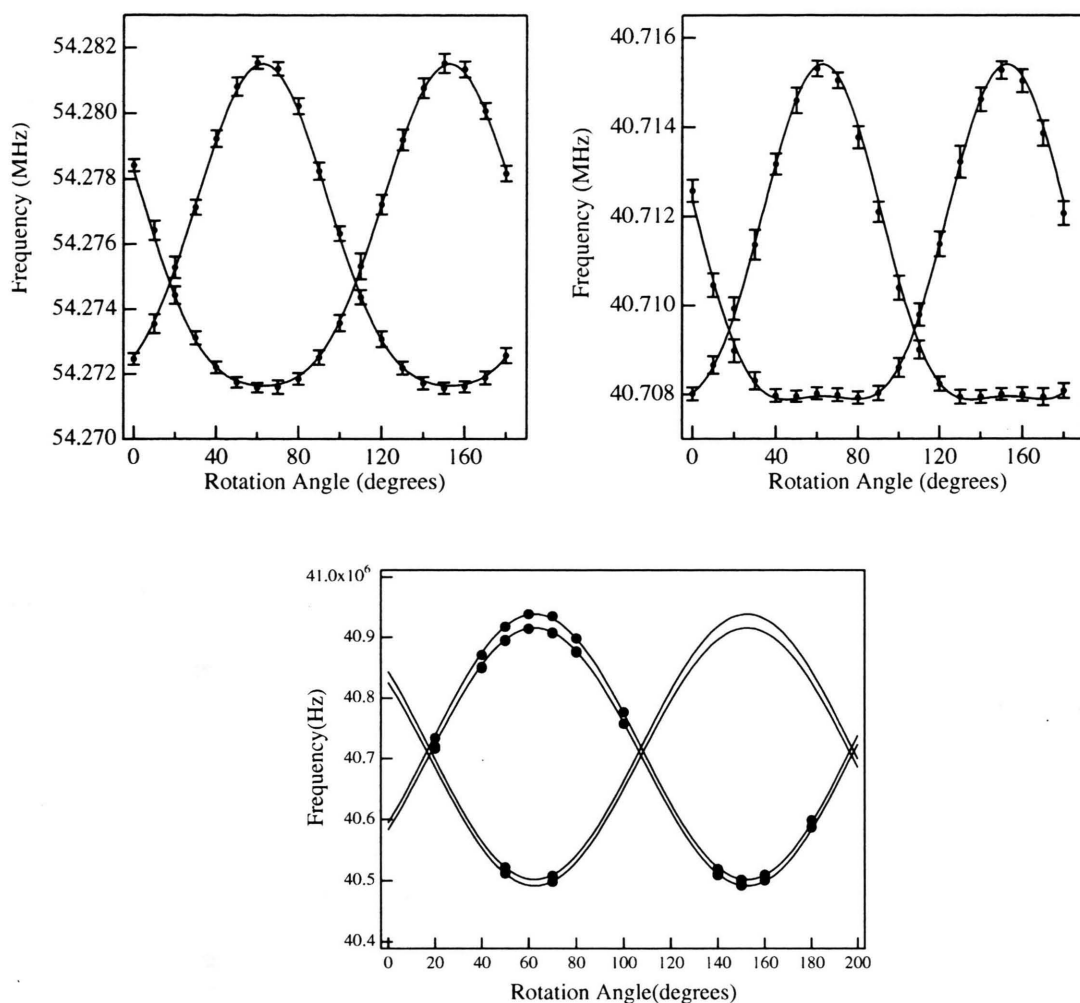 54.282
54.280
54.278
54.276
54.274
54.272
54.270
Frequency (MHz)
0 40 80 120 160
Rotation Angle (degrees)
40.716
40.714
40.712
40.710
40.708
Frequency (MHz)
0 40 80 120 160
Rotation Angle (degrees)
41.0x10⁶
40.9
40.8
40.7
40.6
40.5
40.4
Frequency(Hz)
0 20 40 60 80 100 120 140 160 180 200
Rotation Angle(degrees)